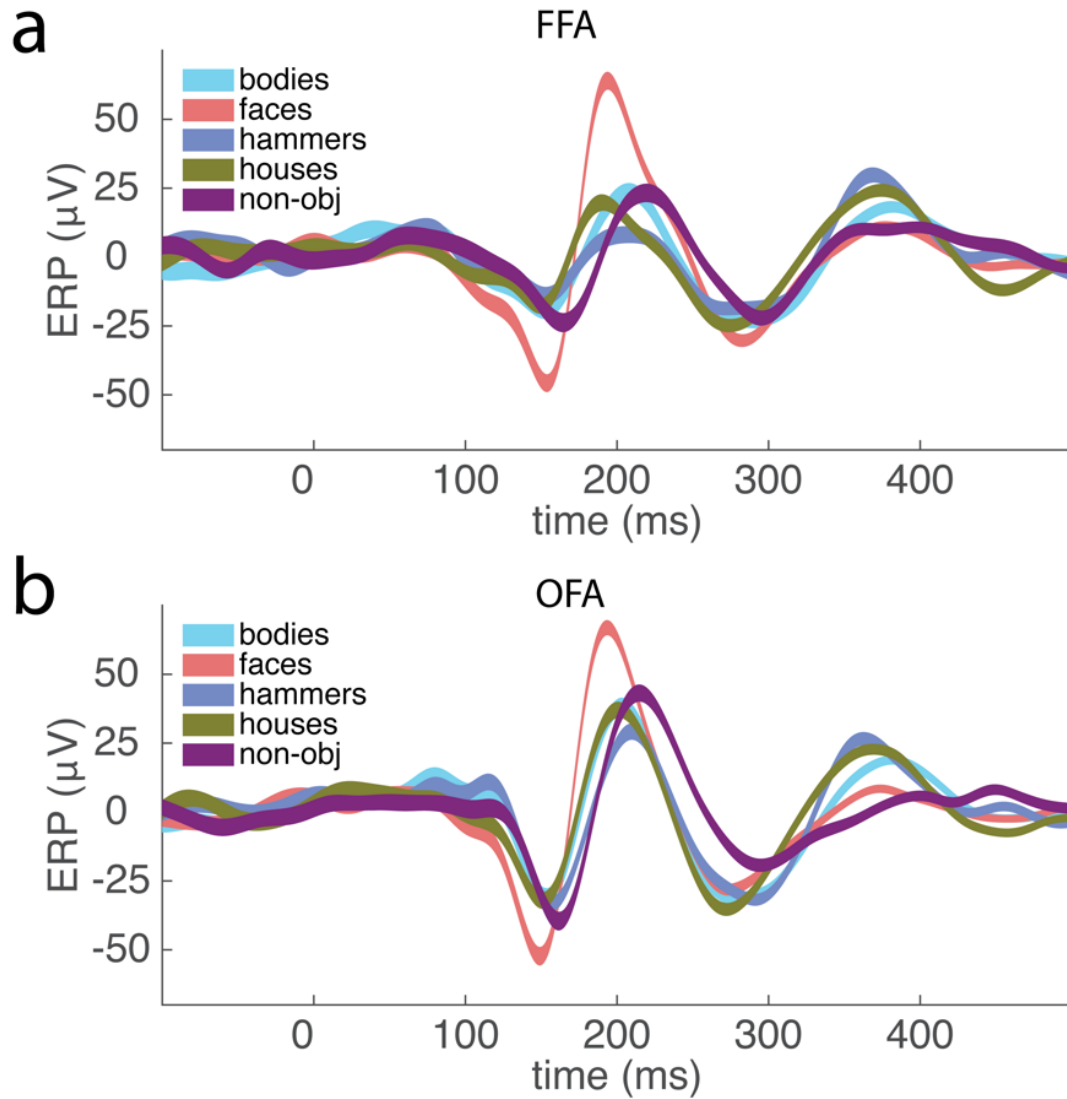 a
FFA
bodies
faces
hammers
houses
non-obj
50
25
0
-25
-50
ERP (μV)
0 100 200 300 400
time (ms)
b
OFA
bodies
faces
hammers
houses
non-obj
50
25
0
-25
-50
ERP (μV)
0 100 200 300 400
time (ms)